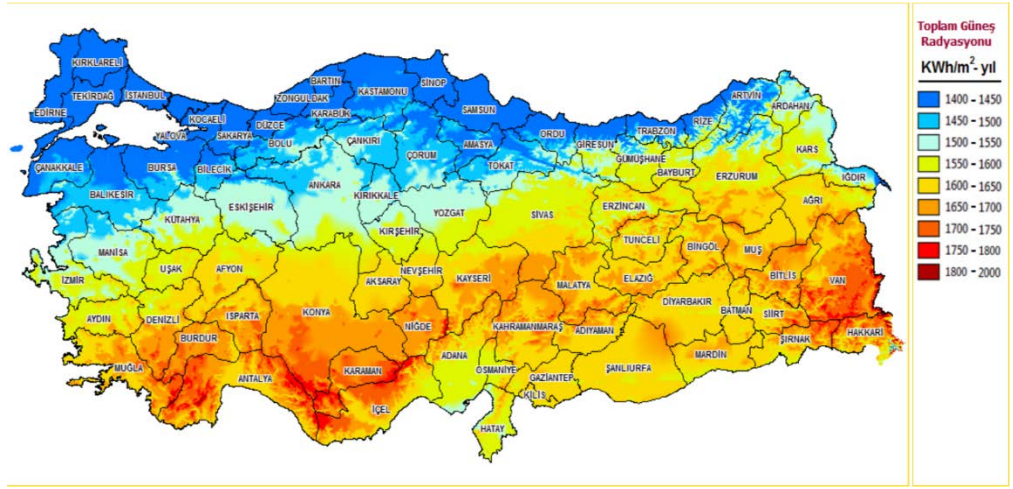 Toplam Güneş
Radyasyonu
KWh/m²-yıl
1400 - 1450
1450 - 1500
1500 - 1550
1550 - 1600
1600 - 1650
1650 - 1700
1700 - 1750
1750 - 1800
1800 - 2000
KIRKLARELİ
TEKİRDAĞ
İSTANBUL
EDİRNE
KOCAELİ
YALOVA
SAKARYA
DÜZCE
ZONGULDAK
BARTIN
KARABÜK
KASTAMONU
SİNOP
SAMSUN
ORDU
GİRESUN
TRABZON
RİZE
ARTVİN
ARDAHAN
ÇANAKKALE
BURSA
BİLECİK
BOLU
ÇANKIRI
ÇORUM
AMASYA
TOKAT
GÜMÜŞHANE
BAYBURT
ERZURUM
KARS
IĞDIR
BALIKESİR
KÜTAHYA
ESKİŞEHİR
ANKARA
KIRIKKALE
YOZGAT
SİVAS
ERZİNCAN
AĞRI
MANİSA
UŞAK
AFYON
KIRŞEHİR
NEVŞEHİR
AKSARAY
KAYSERİ
MALATYA
TUNCELİ
ELAZIĞ
BİNGÖL
MUŞ
BİTLİS
VAN
İZMİR
AYDIN
DENİZLİ
ISPARTA
BURDUR
KONYA
NİĞDE
KAHRAMANMARAŞ
ADIYAMAN
DİYARBAKIR
BATMAN
SİİRT
ŞIRNAK
HAKKARİ
MUĞLA
ANTALYA
KARAMAN
İÇEL
ADANA
OSMANİYE
GAZİANTEP
KİLİS
ŞANLIURFA
MARDİN
HATAY